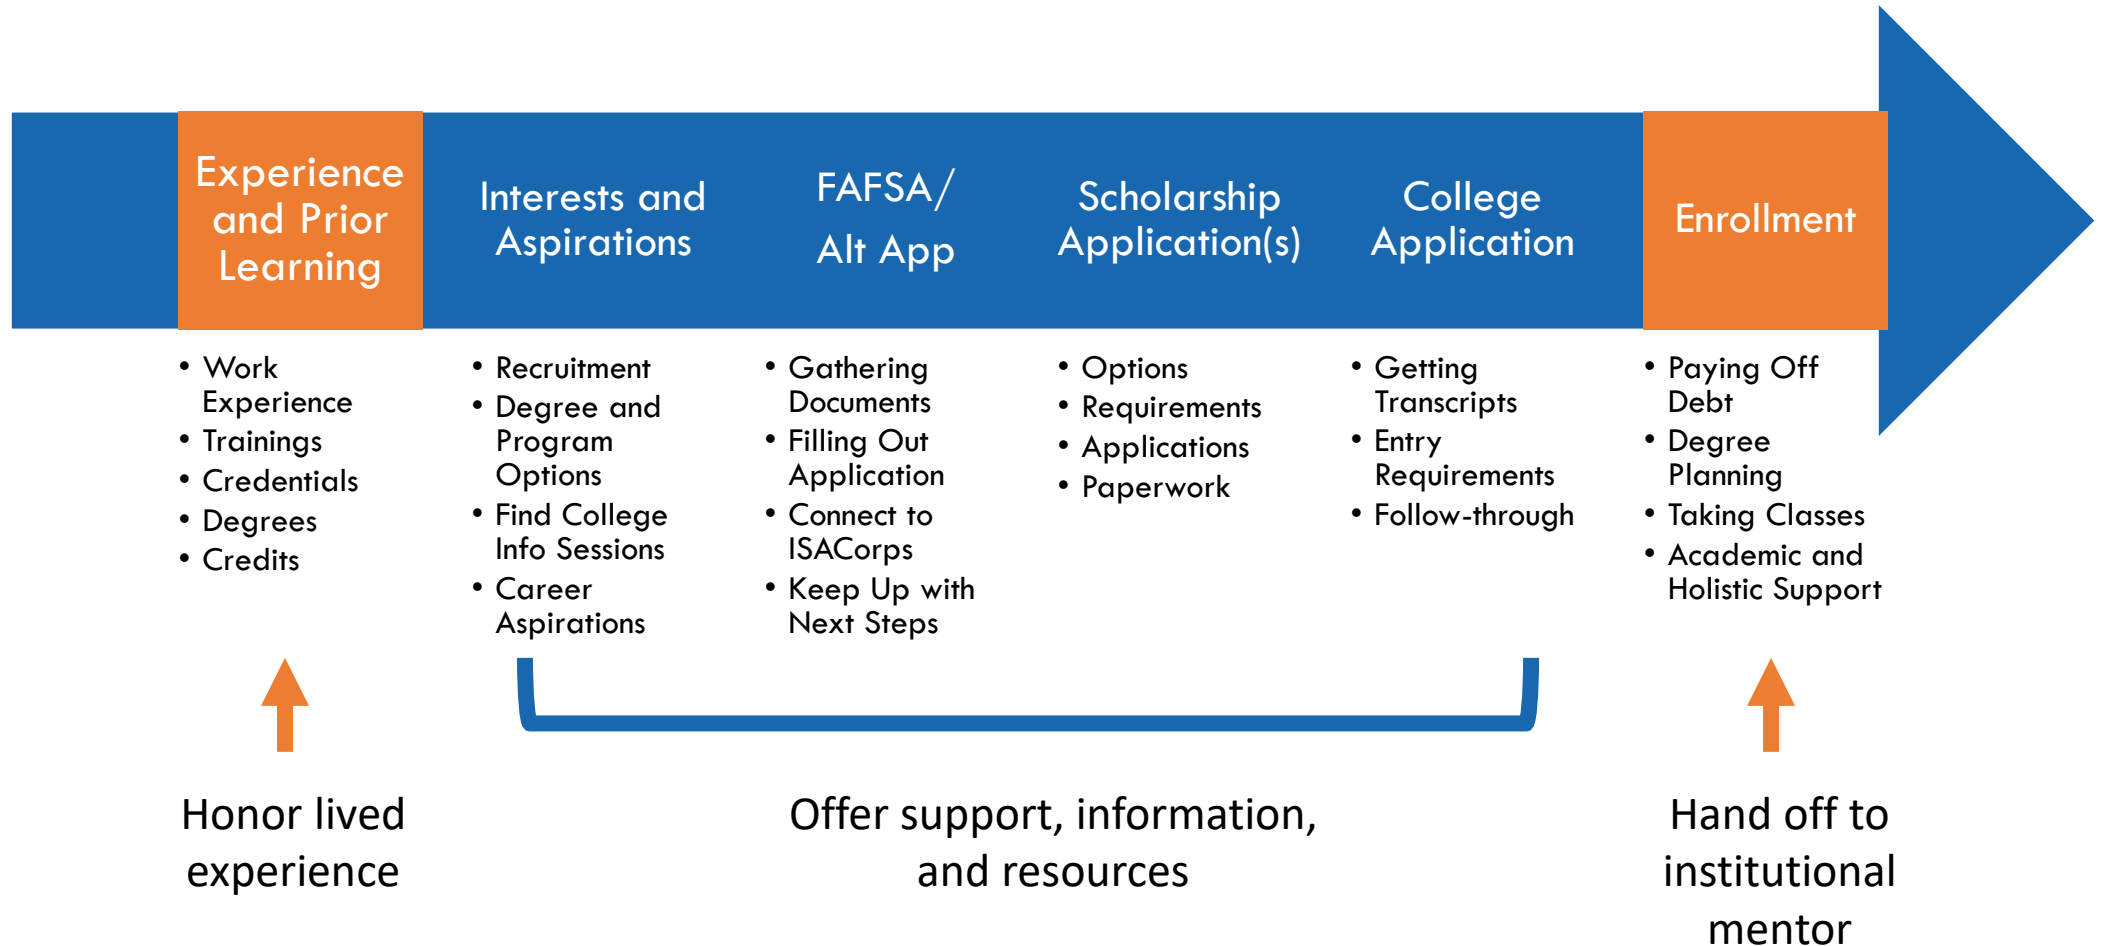 Experience
and Prior
Learning
Interests and
Aspirations
FAFSA/
Alt App
Scholarship
Application(s)
College
Application
Enrollment
• Work
Experience
• Trainings
• Credentials
• Degrees
• Credits
• Recruitment
• Degree and
Program
Options
• Find College
Info Sessions
• Career
Aspirations
• Gathering
Documents
• Filling Out
Application
• Connect to
ISACorps
• Keep Up with
Next Steps
• Options
• Requirements
• Applications
• Paperwork
• Getting
Transcripts
• Entry
Requirements
• Follow-through
• Paying Off
Debt
• Degree
Planning
• Taking Classes
• Academic and
Holistic Support
Honor lived
experience
Offer support, information,
and resources
Hand off to
institutional
mentor